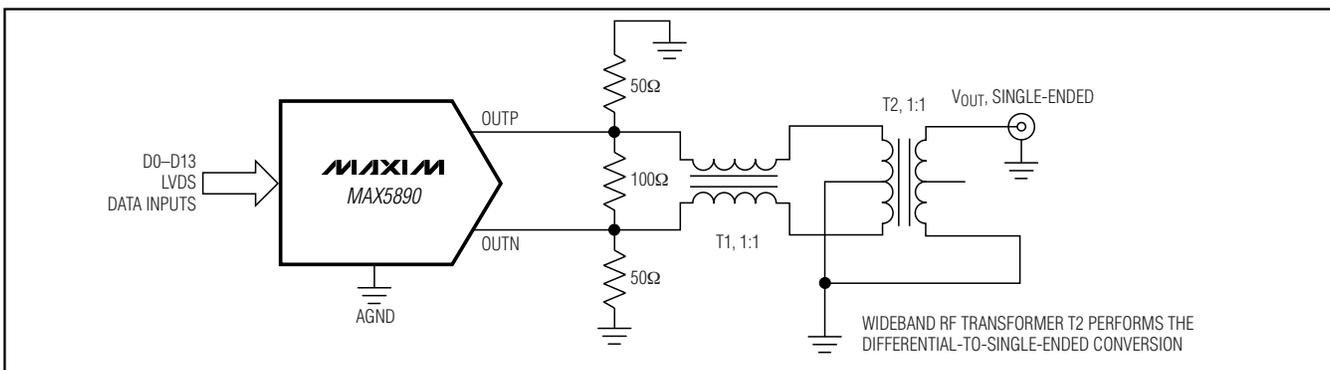 50Ω
T2, 1:1
VOUT, SINGLE-ENDED
OUTP
D0–D13
LVDS
DATA INPUTS
MAXIM
MAX5890
100Ω
OUTN
T1, 1:1
50Ω
AGND
WIDEBAND RF TRANSFORMER T2 PERFORMS THE
DIFFERENTIAL-TO-SINGLE-ENDED CONVERSION